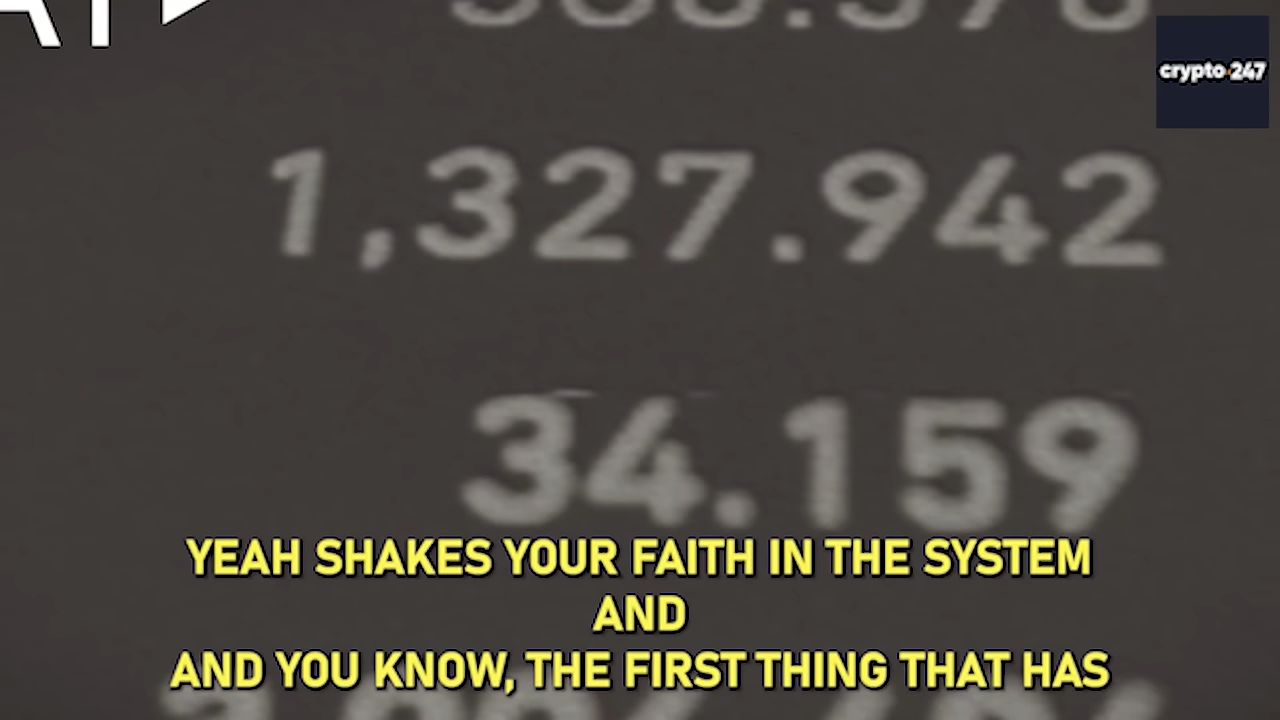 crypto.247
1,327.942
34.159
YEAH SHAKES YOUR FAITH IN THE SYSTEM
AND
AND YOU KNOW, THE FIRST THING THAT HAS